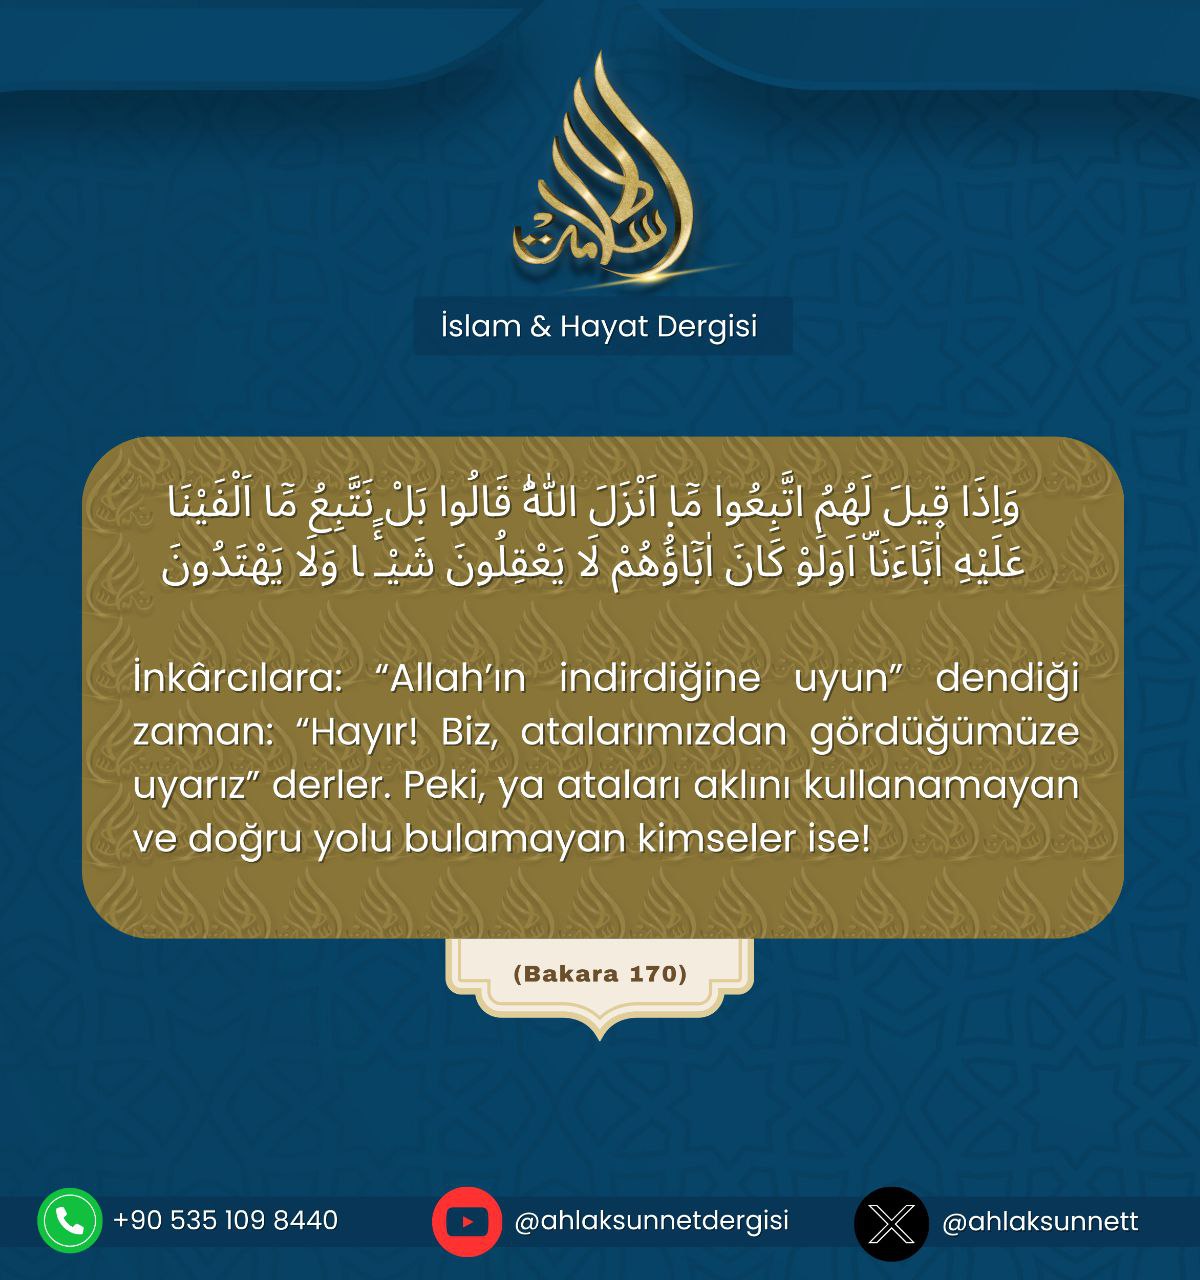 İslam & Hayat Dergisi
وَاِذَا قٖيلَ لَهُمُ اتَّبِعُوا مَٓا اَنْزَلَ اللّٰهُ قَالُوا بَلْ نَتَّبِعُ مَٓا اَلْفَيْنَا
عَلَيْهِ اٰبَٓاءَنَاؕ اَوَلَوْ كَانَ اٰبَٓاؤُ۬هُمْ لَا يَعْقِلُونَ شَيْـٔاً وَلَا يَهْتَدُونَ
İnkârcılara: “Allah’ın indirdiğine uyun” dendiği
zaman: “Hayır! Biz, atalarımızdan gördüğümüze
uyarız” derler. Peki, ya ataları aklını kullanamayan
ve doğru yolu bulamayan kimseler ise!
(Bakara 170)
+90 535 109 8440
@ahlaksunnetdergisi
@ahlaksunnett